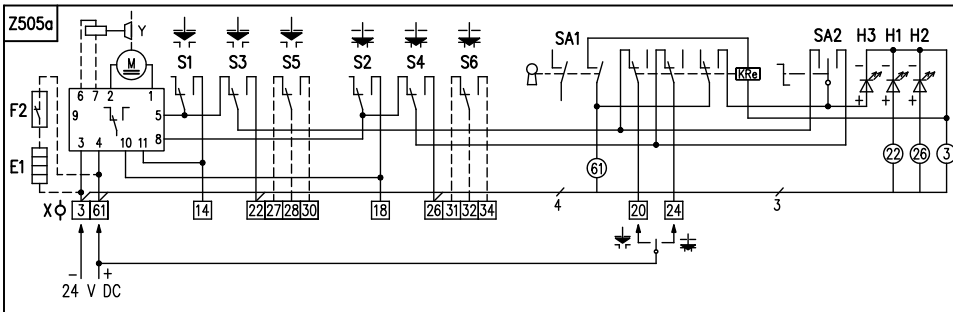 Z505a
Y
M
S1 S3 S5 S2 S4 S6 SA1 SA2 H3 H1 H2
KRe
6 7 2 1
F2
9 5
8
3 4 10 11
E1
- - -
+ + +
61 22 26 3
X 3 61 14 22 27 28 30 18 26 31 32 34 4 20 24 3
- +
24 V DC